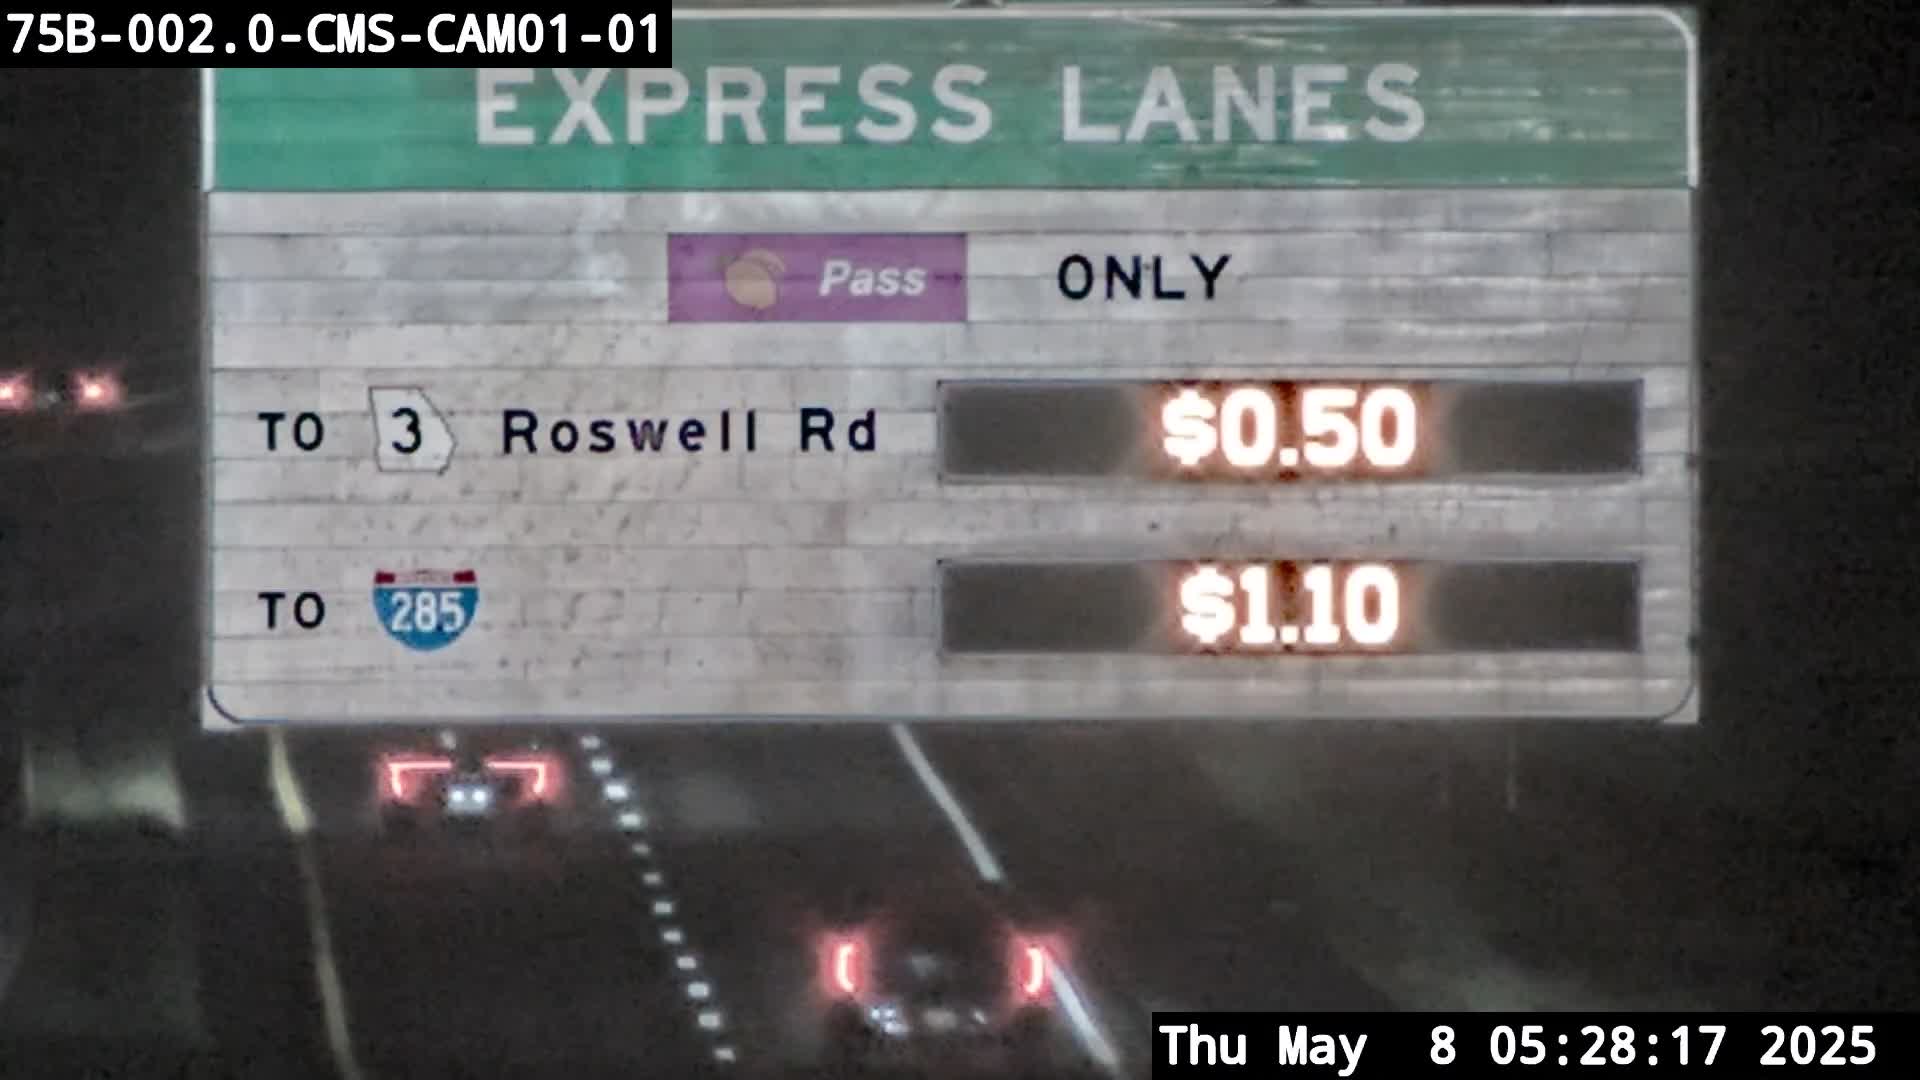 75B-002.0-CMS-CAM01-01
EXPRESS LANES
Pass ONLY
TO 3 Roswell Rd $0.50
TO 285 $1.10
Thu May 8 05:28:17 2025